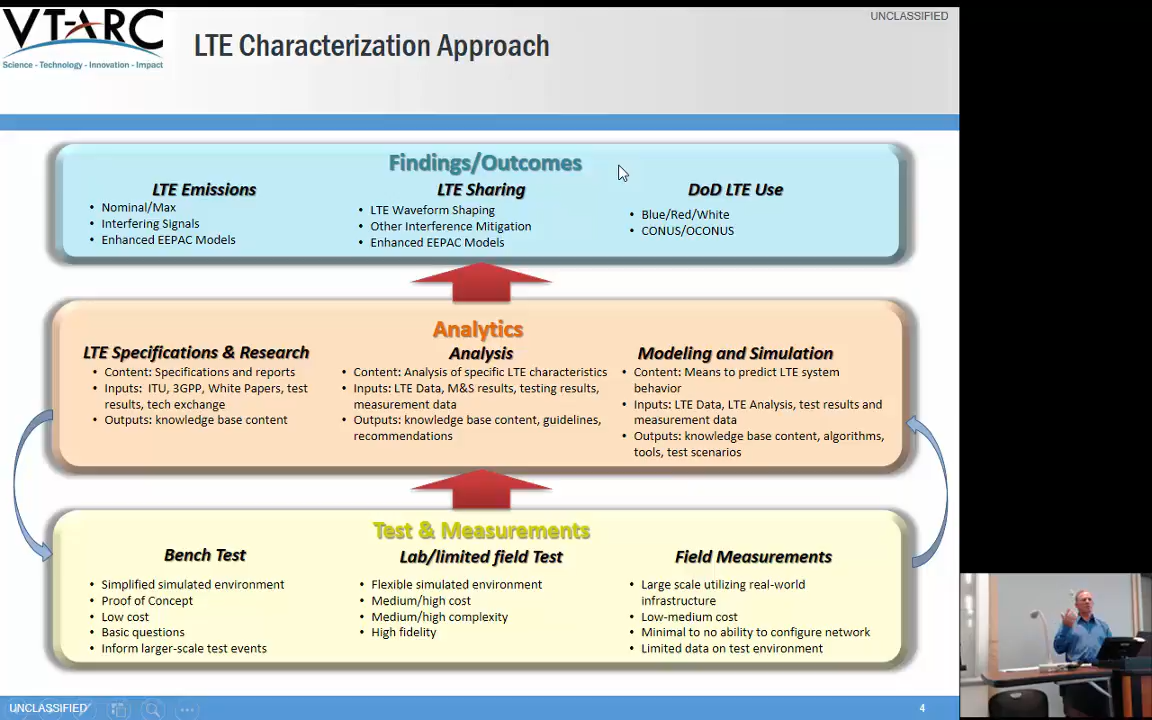 VT-ARC
Science - Technology - Innovation - Impact
LTE Characterization Approach
UNCLASSIFIED
Findings/Outcomes
LTE Emissions
• Nominal/Max
• Interfering Signals
• Enhanced EEPAC Models
LTE Sharing
• LTE Waveform Shaping
• Other Interference Mitigation
• Enhanced EEPAC Models
DoD LTE Use
• Blue/Red/White
• CONUS/OCONUS
Analytics
LTE Specifications & Research
• Content: Specifications and reports
• Inputs: ITU, 3GPP, White Papers, test
results, tech exchange
• Outputs: knowledge base content
Analysis
• Content: Analysis of specific LTE characteristics
• Inputs: LTE Data, M&S results, testing results,
measurement data
• Outputs: knowledge base content, guidelines,
recommendations
Modeling and Simulation
• Content: Means to predict LTE system
behavior
• Inputs: LTE Data, LTE Analysis, test results and
measurement data
• Outputs: knowledge base content, algorithms,
tools, test scenarios
Test & Measurements
Bench Test
• Simplified simulated environment
• Proof of Concept
• Low cost
• Basic questions
• Inform larger-scale test events
Lab/limited field Test
• Flexible simulated environment
• Medium/high cost
• Medium/high complexity
• High fidelity
Field Measurements
• Large scale utilizing real-world
infrastructure
• Low-medium cost
• Minimal to no ability to configure network
• Limited data on test environment
UNCLASSIFIED
4